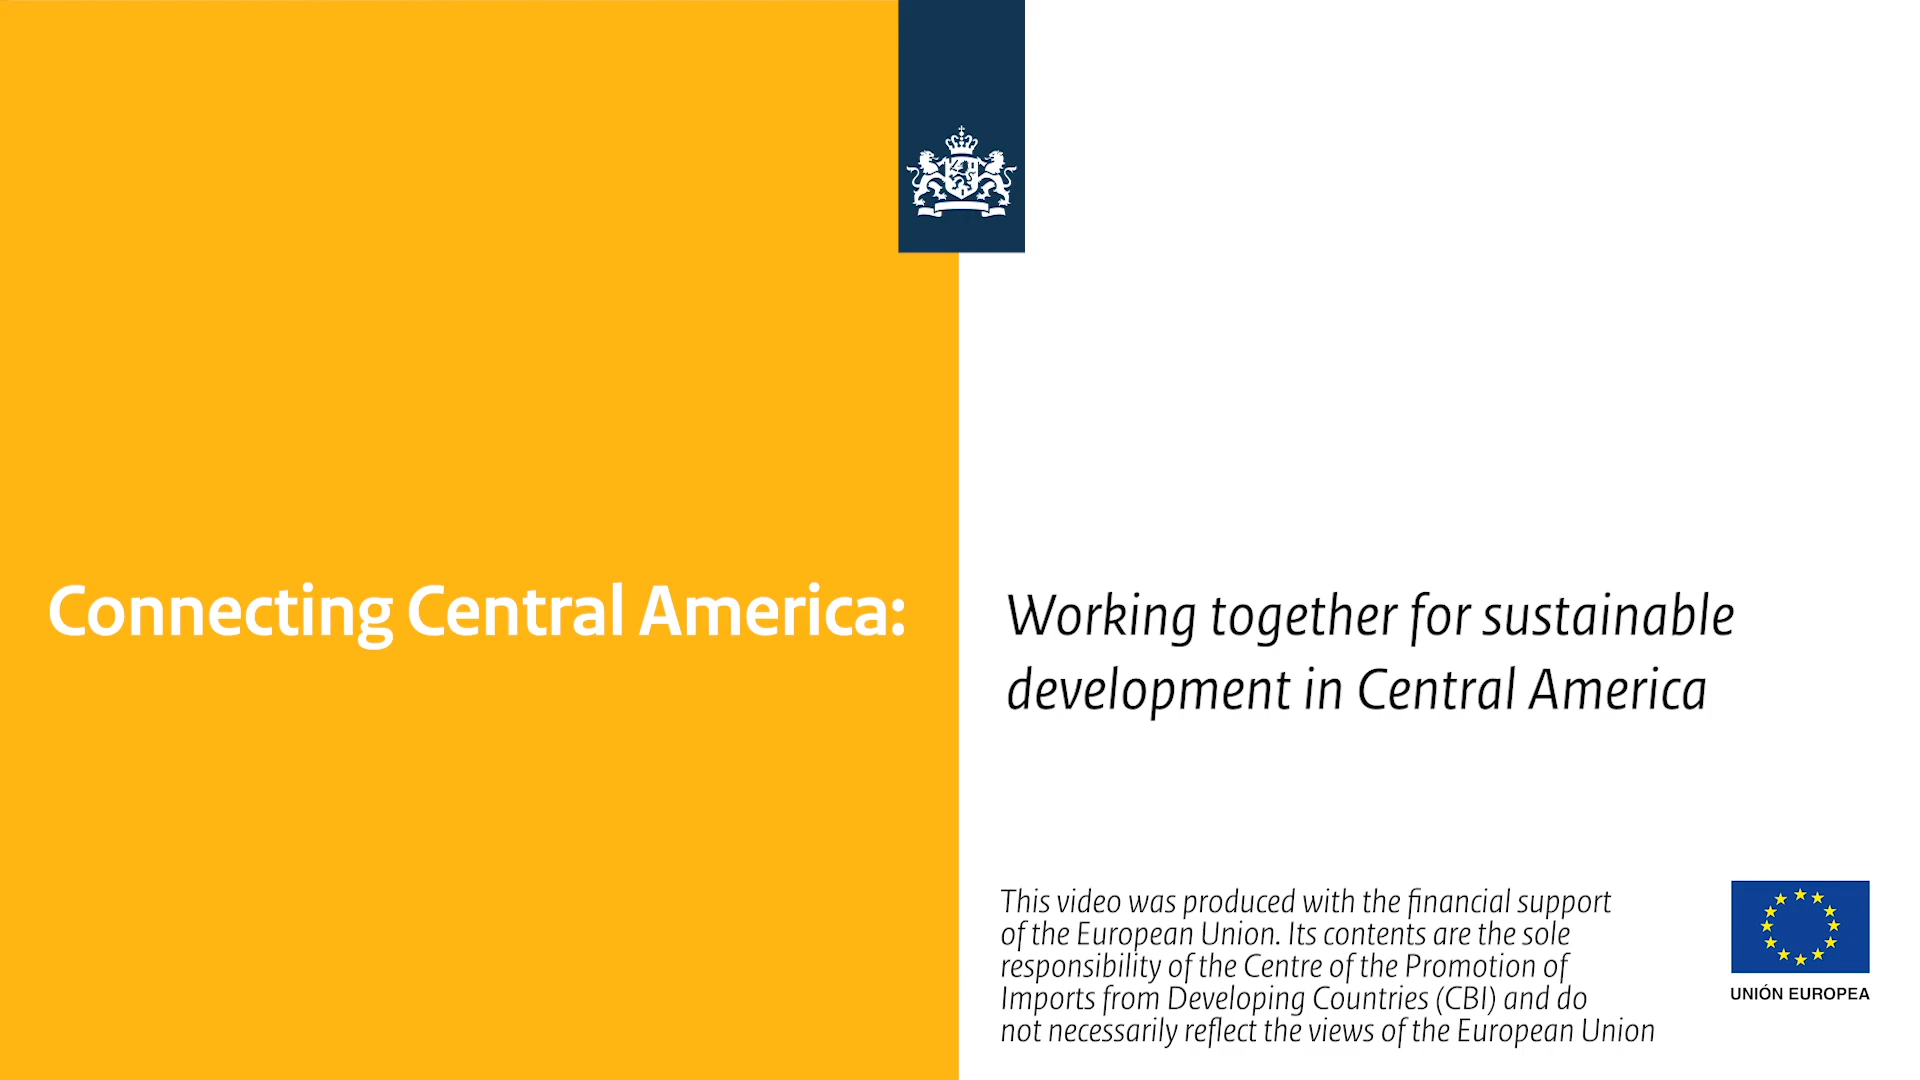 Connecting Central America:
Working together for sustainable
development in Central America
This video was produced with the financial support
of the European Union. Its contents are the sole
responsibility of the Centre of the Promotion of
Imports from Developing Countries (CBI) and do
not necessarily reflect the views of the European Union
UNIÓN EUROPEA